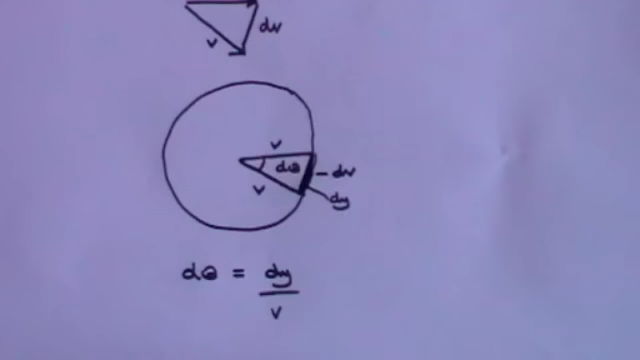 v
dv
v
dθ
- dv
v
dy
dθ = dy
v